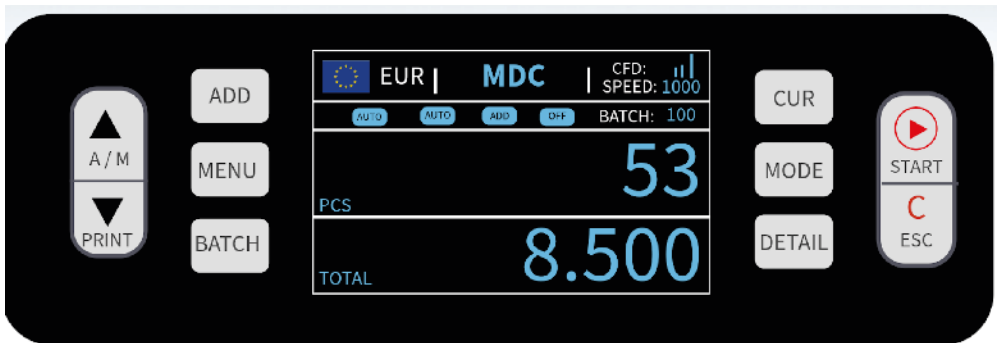 A / M
PRINT
ADD
MENU
BATCH
EUR | MDC | CFD:
SPEED: 1000
AUTO AUTO ADD OFF BATCH: 100
53
PCS
8.500
TOTAL
CUR
MODE
DETAIL
START
C
ESC